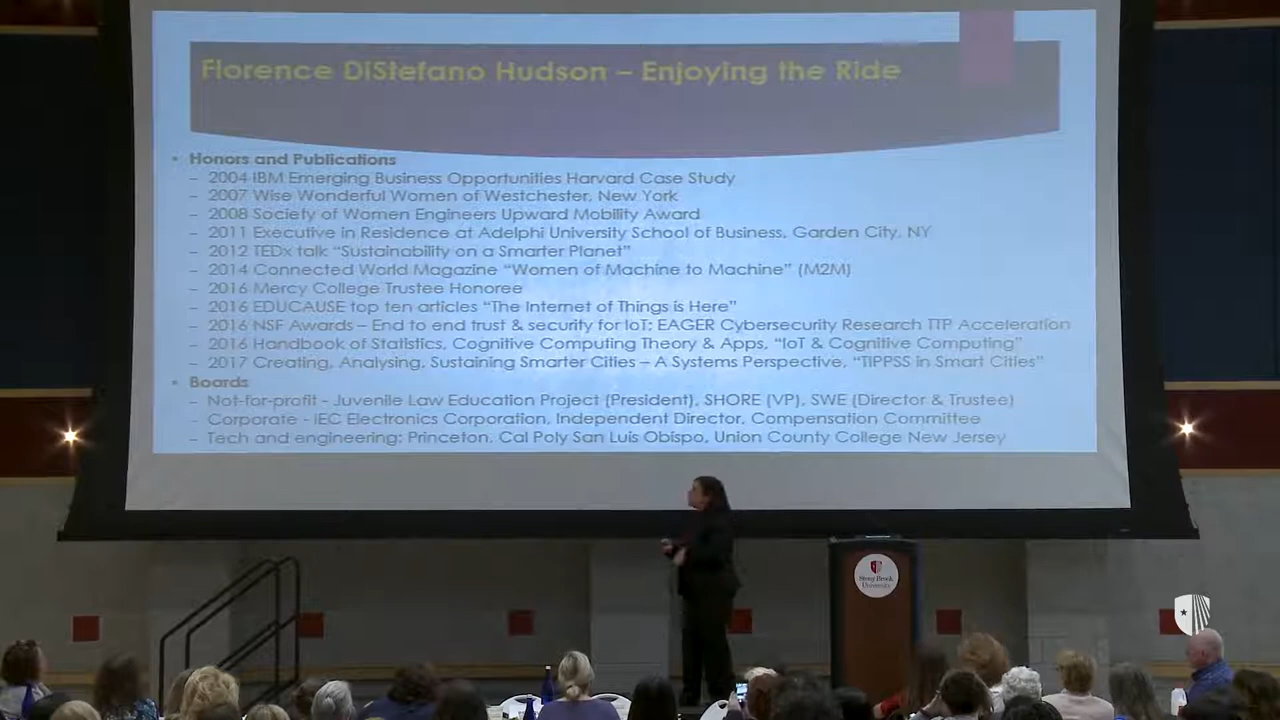 Florence DiStefano Hudson – Enjoying the Ride
• Honors and Publications
– 2004 IBM Emerging Business Opportunities Harvard Case Study
– 2007 Wise Wonderful Women of Westchester, New York
– 2008 Society of Women Engineers Upward Mobility Award
– 2011 Executive in Residence at Adelphi University School of Business, Garden City, NY
– 2012 TEDx talk “Sustainability on a Smarter Planet”
– 2014 Connected World Magazine “Women of Machine to Machine” (M2M)
– 2016 Mercy College Trustee Honoree
– 2016 EDUCAUSE top ten articles “The Internet of Things is Here”
– 2016 NSF Awards – End to end trust & security for IoT; EAGER Cybersecurity Research TTP Acceleration
– 2016 Handbook of Statistics, Cognitive Computing Theory & Apps, “IoT & Cognitive Computing”
– 2017 Creating, Analysing, Sustaining Smarter Cities – A Systems Perspective, “TIPPSS in Smart Cities”
• Boards
– Not-for-profit - Juvenile Law Education Project (President), SHORE (VP), SWE (Director & Trustee)
– Corporate - IEC Electronics Corporation, Independent Director, Compensation Committee
– Tech and engineering: Princeton, Cal Poly San Luis Obispo, Union County College New Jersey
Stony Brook
University